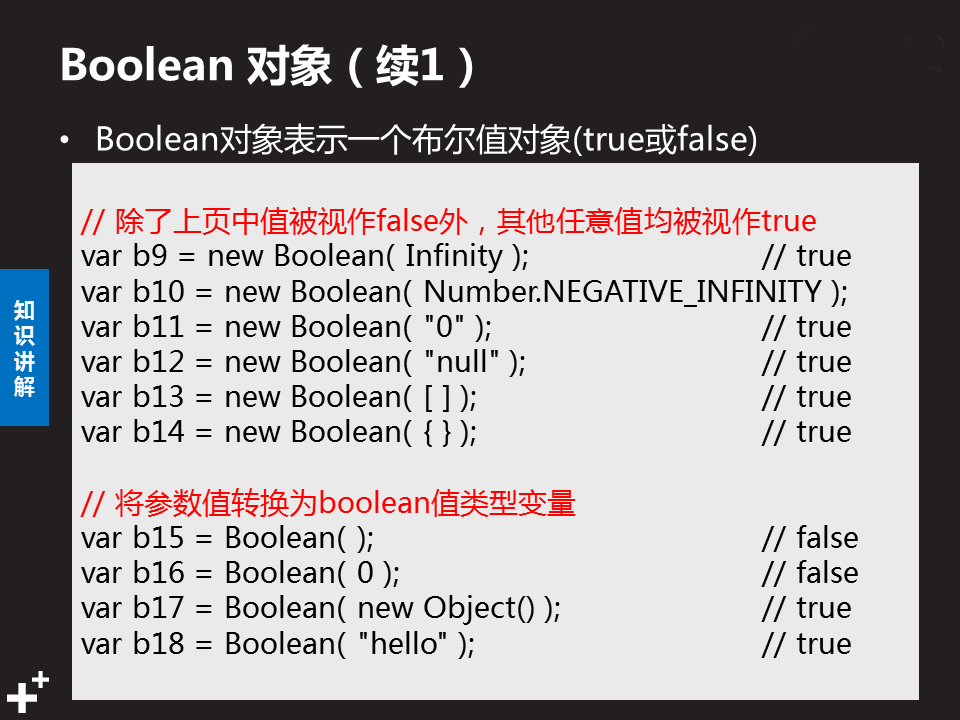 Boolean 对象（续1）
• Boolean对象表示一个布尔值对象(true或false)
// 除了上页中值被视作false外，其他任意值均被视作true
var b9 = new Boolean( Infinity ); // true
var b10 = new Boolean( Number.NEGATIVE_INFINITY );
var b11 = new Boolean( "0" ); // true
var b12 = new Boolean( "null" ); // true
var b13 = new Boolean( [ ] ); // true
var b14 = new Boolean( { } ); // true
// 将参数值转换为boolean值类型变量
var b15 = Boolean( ); // false
var b16 = Boolean( 0 ); // false
var b17 = Boolean( new Object() ); // true
var b18 = Boolean( "hello" ); // true
知
识
讲
解